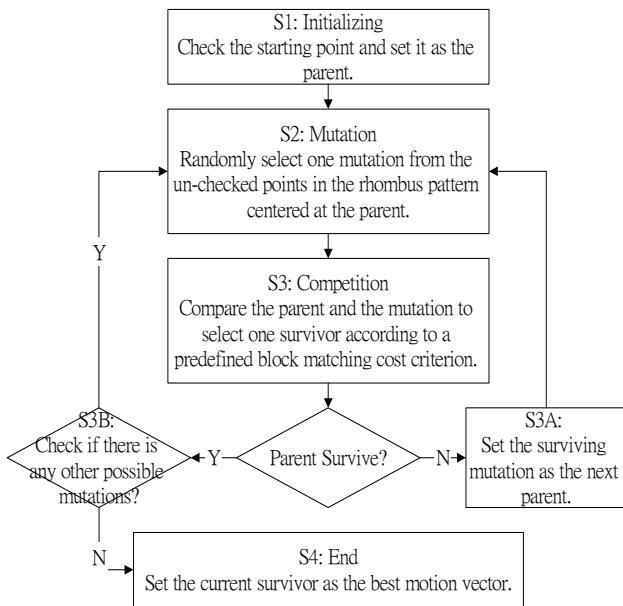 S1: Initializing
Check the starting point and set it as the
parent.
S2: Mutation
Randomly select one mutation from the
un-checked points in the rhombus pattern
centered at the parent.
Y
S3: Competition
Compare the parent and the mutation to
select one survivor according to a
predefined block matching cost criterion.
S3B:
Check if there is
any other possible
mutations?
Y
Parent Survive?
N
S3A:
Set the surviving
mutation as the next
parent.
N
S4: End
Set the current survivor as the best motion vector.